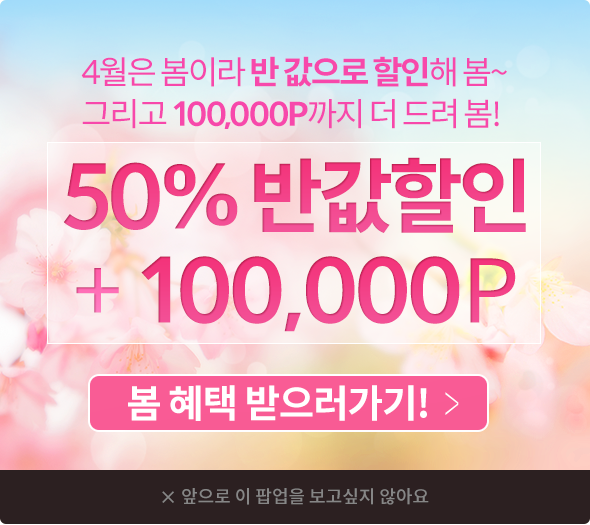 4월은 봄이라 반 값으로 할인해 봄~
그리고 100,000P까지 더 드려 봄!
50% 반값할인
+ 100,000P
봄 혜택 받으러가기! >
× 앞으로 이 팝업을 보고싶지 않아요